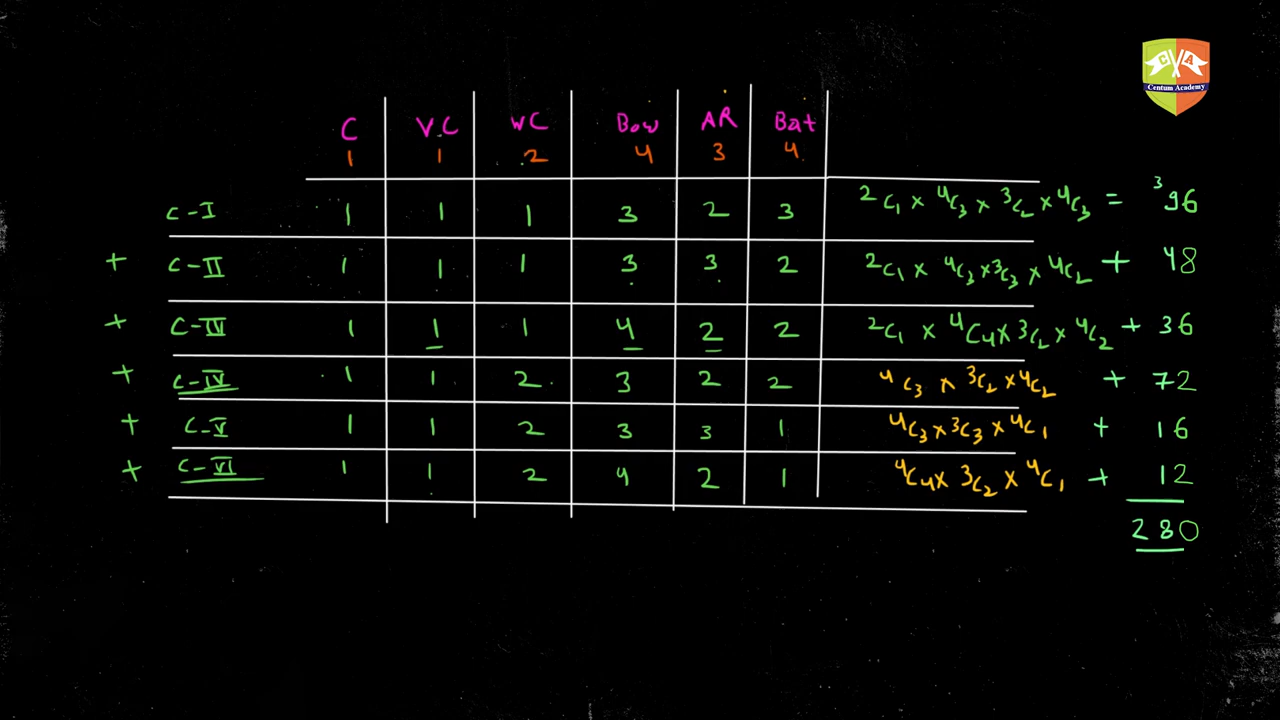 C A
Centum Academy
C V.C WC Bow AR Bat
1 1 2 4 3 4
C-I 1 1 1 3 2 3 ²C₁ × ⁴C₃ × ³C₂ × ⁴C₃ = ³96
+ C-II 1 1 1 3 3 2 ²C₁ × ⁴C₃ × ³C₃ × ⁴C₂ + 48
+ C-IV 1 1 1 4 2 2 ²C₁ × ⁴C₄ × ³C₂ × ⁴C₂ + 36
+ C-IV 1 1 2 3 2 2 ⁴C₃ × ³C₂ × ⁴C₂ + 72
+ C-V 1 1 2 3 3 1 ⁴C₃ × ³C₃ × ⁴C₁ + 16
+ C-VI 1 1 2 4 2 1 ⁴C₄ × ³C₂ × ⁴C₁ + 12
280